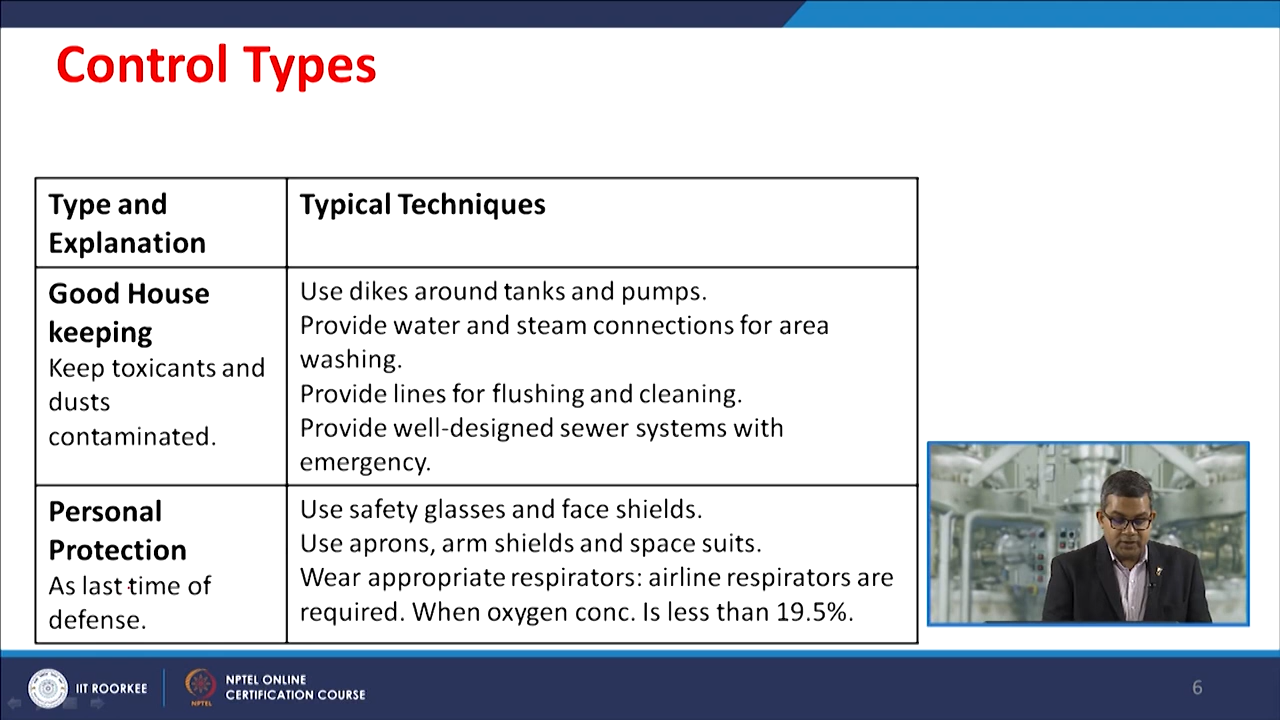 Control Types
Type and
Explanation
Typical Techniques
Good House
keeping
Keep toxicants and
dusts
contaminated.
Use dikes around tanks and pumps.
Provide water and steam connections for area
washing.
Provide lines for flushing and cleaning.
Provide well-designed sewer systems with
emergency.
Personal
Protection
As last time of
defense.
Use safety glasses and face shields.
Use aprons, arm shields and space suits.
Wear appropriate respirators: airline respirators are
required. When oxygen conc. Is less than 19.5%.
IIT ROORKEE
NPTEL
NPTEL ONLINE
CERTIFICATION COURSE
6